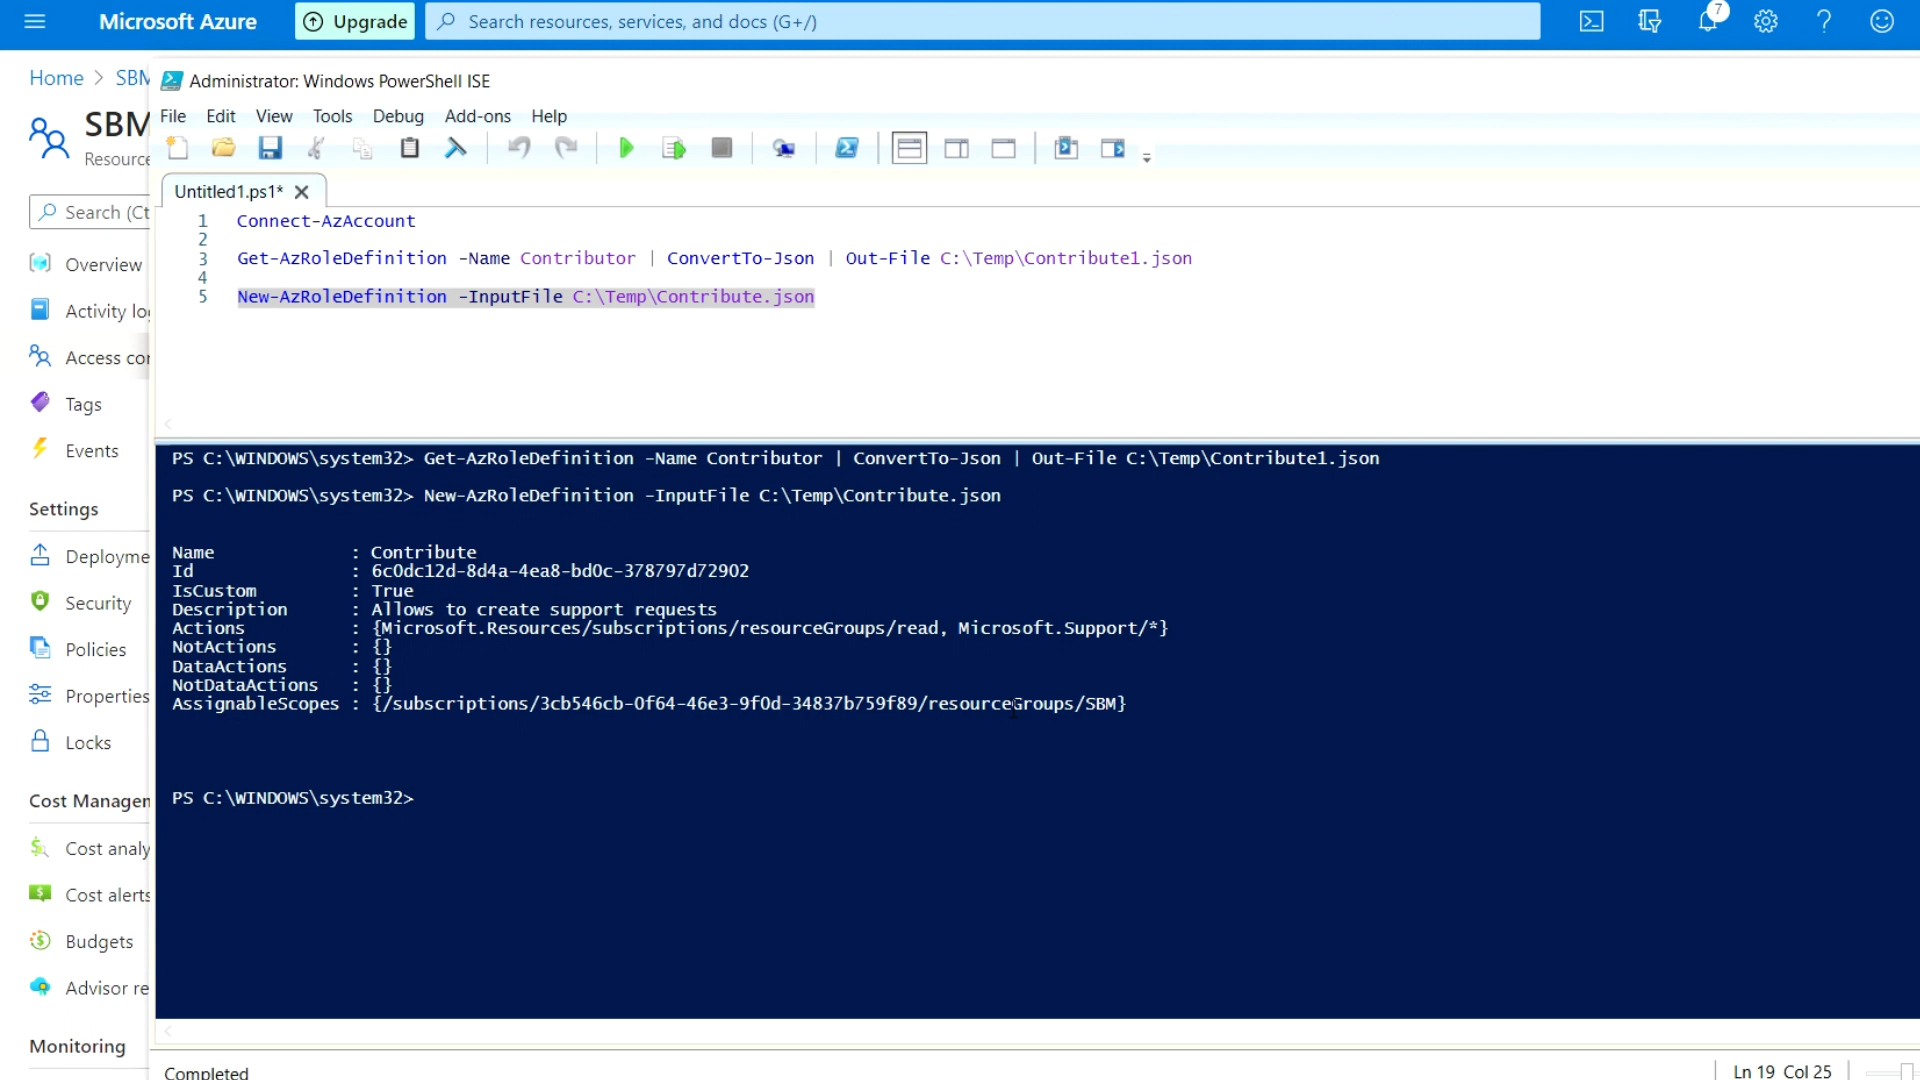 Microsoft Azure
Upgrade
Search resources, services, and docs (G+/)
7
Home > SBM
Administrator: Windows PowerShell ISE
SBM
Resource
File Edit View Tools Debug Add-ons Help
Untitled1.ps1*
Search (Ct
1 Connect-AzAccount
2
3 Get-AzRoleDefinition -Name Contributor | ConvertTo-Json | Out-File C:\Temp\Contribute1.json
4
5 New-AzRoleDefinition -InputFile C:\Temp\Contribute.json
Overview
Activity log
Access cor
Tags
Events
Settings
Deployme
Security
Policies
Properties
Locks
Cost Managen
Cost analy
Cost alerts
Budgets
Advisor re
Monitoring
PS C:\WINDOWS\system32> Get-AzRoleDefinition -Name Contributor | ConvertTo-Json | Out-File C:\Temp\Contribute1.json
PS C:\WINDOWS\system32> New-AzRoleDefinition -InputFile C:\Temp\Contribute.json
Name : Contribute
Id : 6c0dc12d-8d4a-4ea8-bd0c-378797d72902
IsCustom : True
Description : Allows to create support requests
Actions : {Microsoft.Resources/subscriptions/resourceGroups/read, Microsoft.Support/*}
NotActions : {}
DataActions : {}
NotDataActions : {}
AssignableScopes : {/subscriptions/3cb546cb-0f64-46e3-9f0d-34837b759f89/resourceGroups/SBM}
PS C:\WINDOWS\system32>
Completed
Ln 19 Col 25